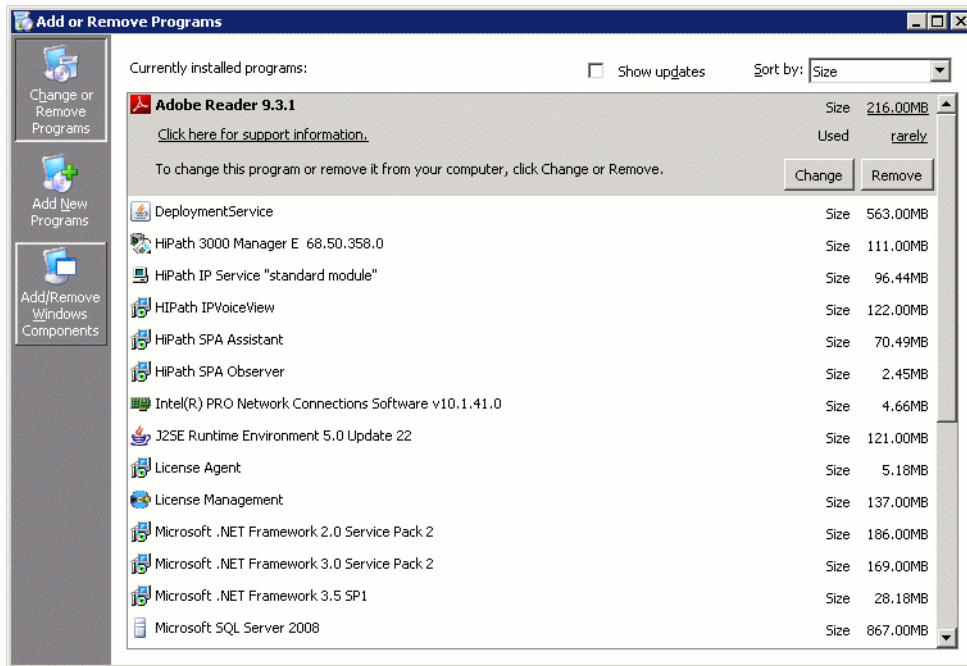 Add or Remove Programs
Change or
Remove
Programs
Add New
Programs
Add/Remove
Windows
Components
Currently installed programs:
Show updates
Sort by: Size
Adobe Reader 9.3.1 Size 216.00MB
Click here for support information. Used rarely
To change this program or remove it from your computer, click Change or Remove. Change Remove
DeploymentService Size 563.00MB
HiPath 3000 Manager E 68.50.358.0 Size 111.00MB
HiPath IP Service "standard module" Size 96.44MB
HIPath IPVoiceView Size 122.00MB
HiPath SPA Assistant Size 70.49MB
HiPath SPA Observer Size 2.45MB
Intel(R) PRO Network Connections Software v10.1.41.0 Size 4.66MB
J2SE Runtime Environment 5.0 Update 22 Size 121.00MB
License Agent Size 5.18MB
License Management Size 137.00MB
Microsoft .NET Framework 2.0 Service Pack 2 Size 186.00MB
Microsoft .NET Framework 3.0 Service Pack 2 Size 169.00MB
Microsoft .NET Framework 3.5 SP1 Size 28.18MB
Microsoft SQL Server 2008 Size 867.00MB